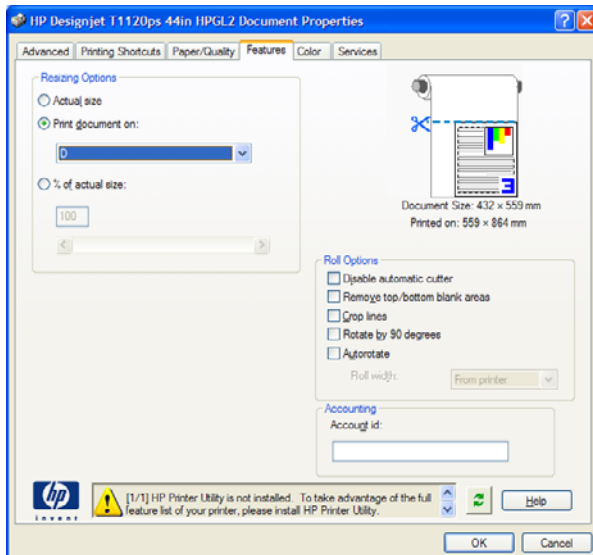 HP Designjet T1120ps 44in HPGL2 Document Properties
Advanced Printing Shortcuts Paper/Quality Features Color Services
Resizing Options
Actual size
Print document on:
D
% of actual size:
100
Document Size: 432 × 559 mm
Printed on: 559 × 864 mm
Roll Options
Disable automatic cutter
Remove top/bottom blank areas
Crop lines
Rotate by 90 degrees
Autorotate
Roll width: From printer
Accounting
Account id:
hp
invent
[1/1] HP Printer Utility is not installed. To take advantage of the full
feature list of your printer, please install HP Printer Utility.
Help
OK Cancel